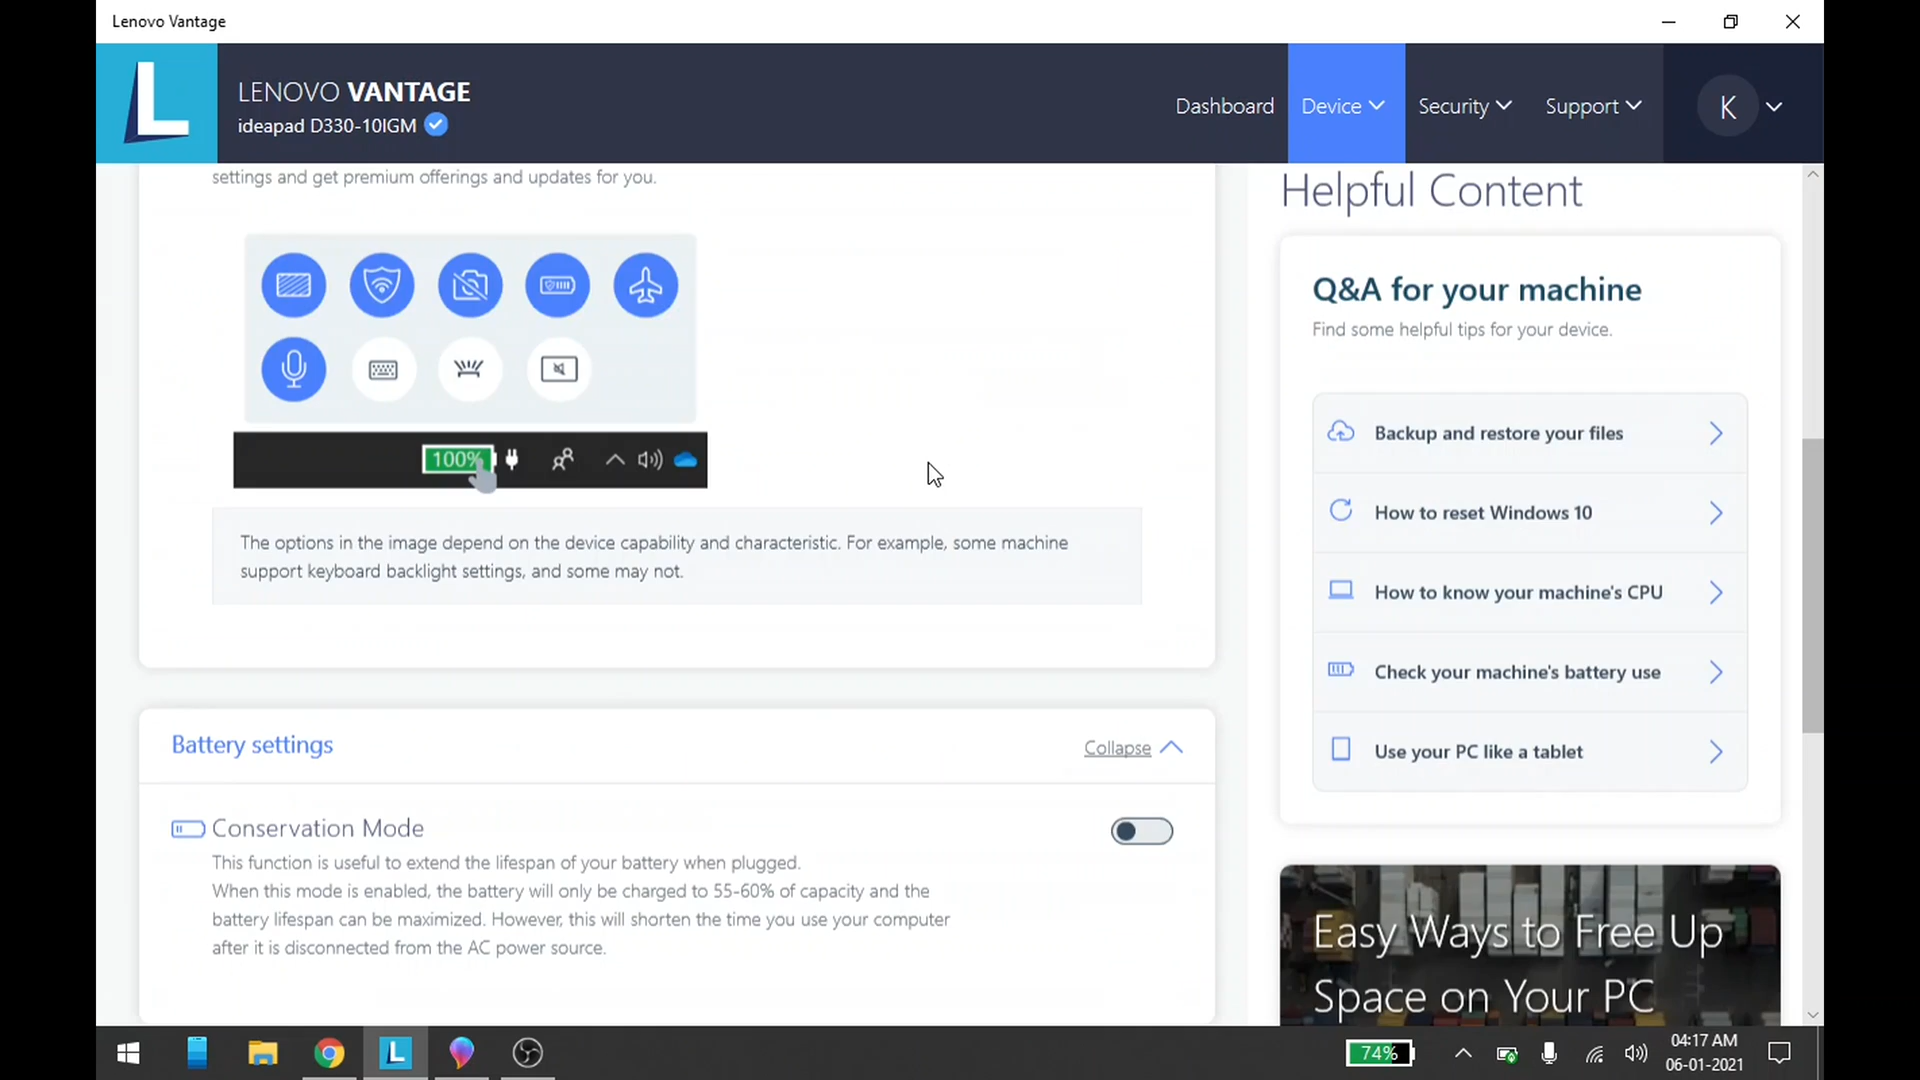 Lenovo Vantage
LENOVO VANTAGE
ideapad D330-10IGM
Dashboard
Device
Security
Support
K
settings and get premium offerings and updates for you.
100%
The options in the image depend on the device capability and characteristic. For example, some machine
support keyboard backlight settings, and some may not.
Battery settings
Collapse
Conservation Mode
This function is useful to extend the lifespan of your battery when plugged.
When this mode is enabled, the battery will only be charged to 55-60% of capacity and the
battery lifespan can be maximized. However, this will shorten the time you use your computer
after it is disconnected from the AC power source.
Helpful Content
Q&A for your machine
Find some helpful tips for your device.
Backup and restore your files
How to reset Windows 10
How to know your machine's CPU
Check your machine's battery use
Use your PC like a tablet
Easy Ways to Free Up
Space on Your PC
74%
04:17 AM
06-01-2021